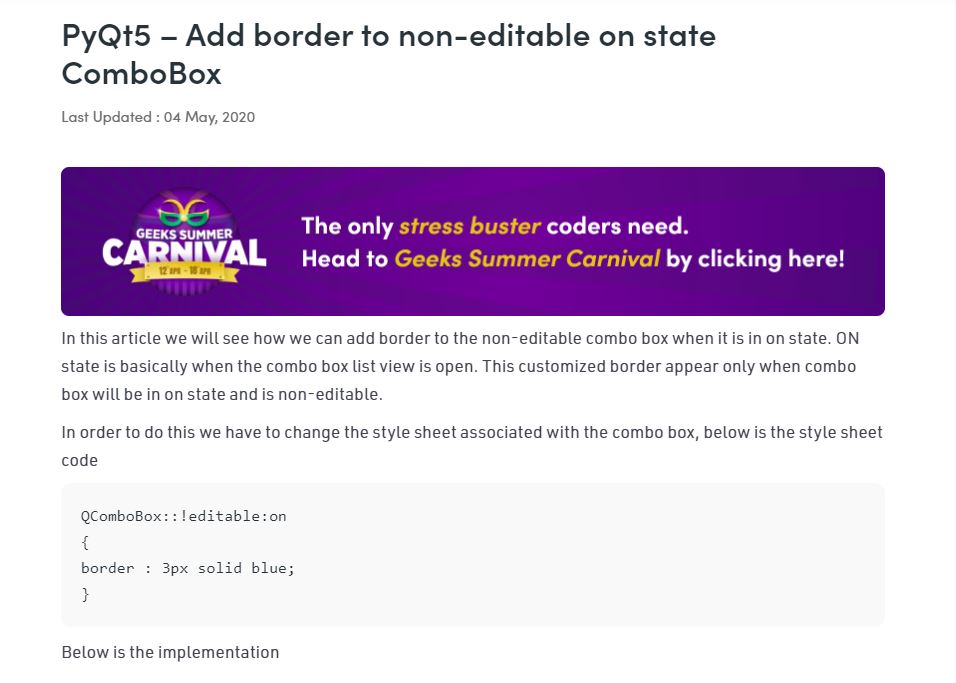 PyQt5 – Add border to non-editable on state
ComboBox
Last Updated : 04 May, 2020
GEEKS SUMMER
CARNIVAL
12 APR - 18 APR
The only stress buster coders need.
Head to Geeks Summer Carnival by clicking here!
In this article we will see how we can add border to the non-editable combo box when it is in on state. ON
state is basically when the combo box list view is open. This customized border appear only when combo
box will be in on state and is non-editable.
In order to do this we have to change the style sheet associated with the combo box, below is the style sheet
code
QComboBox::!editable:on
{
border : 3px solid blue;
}
Below is the implementation